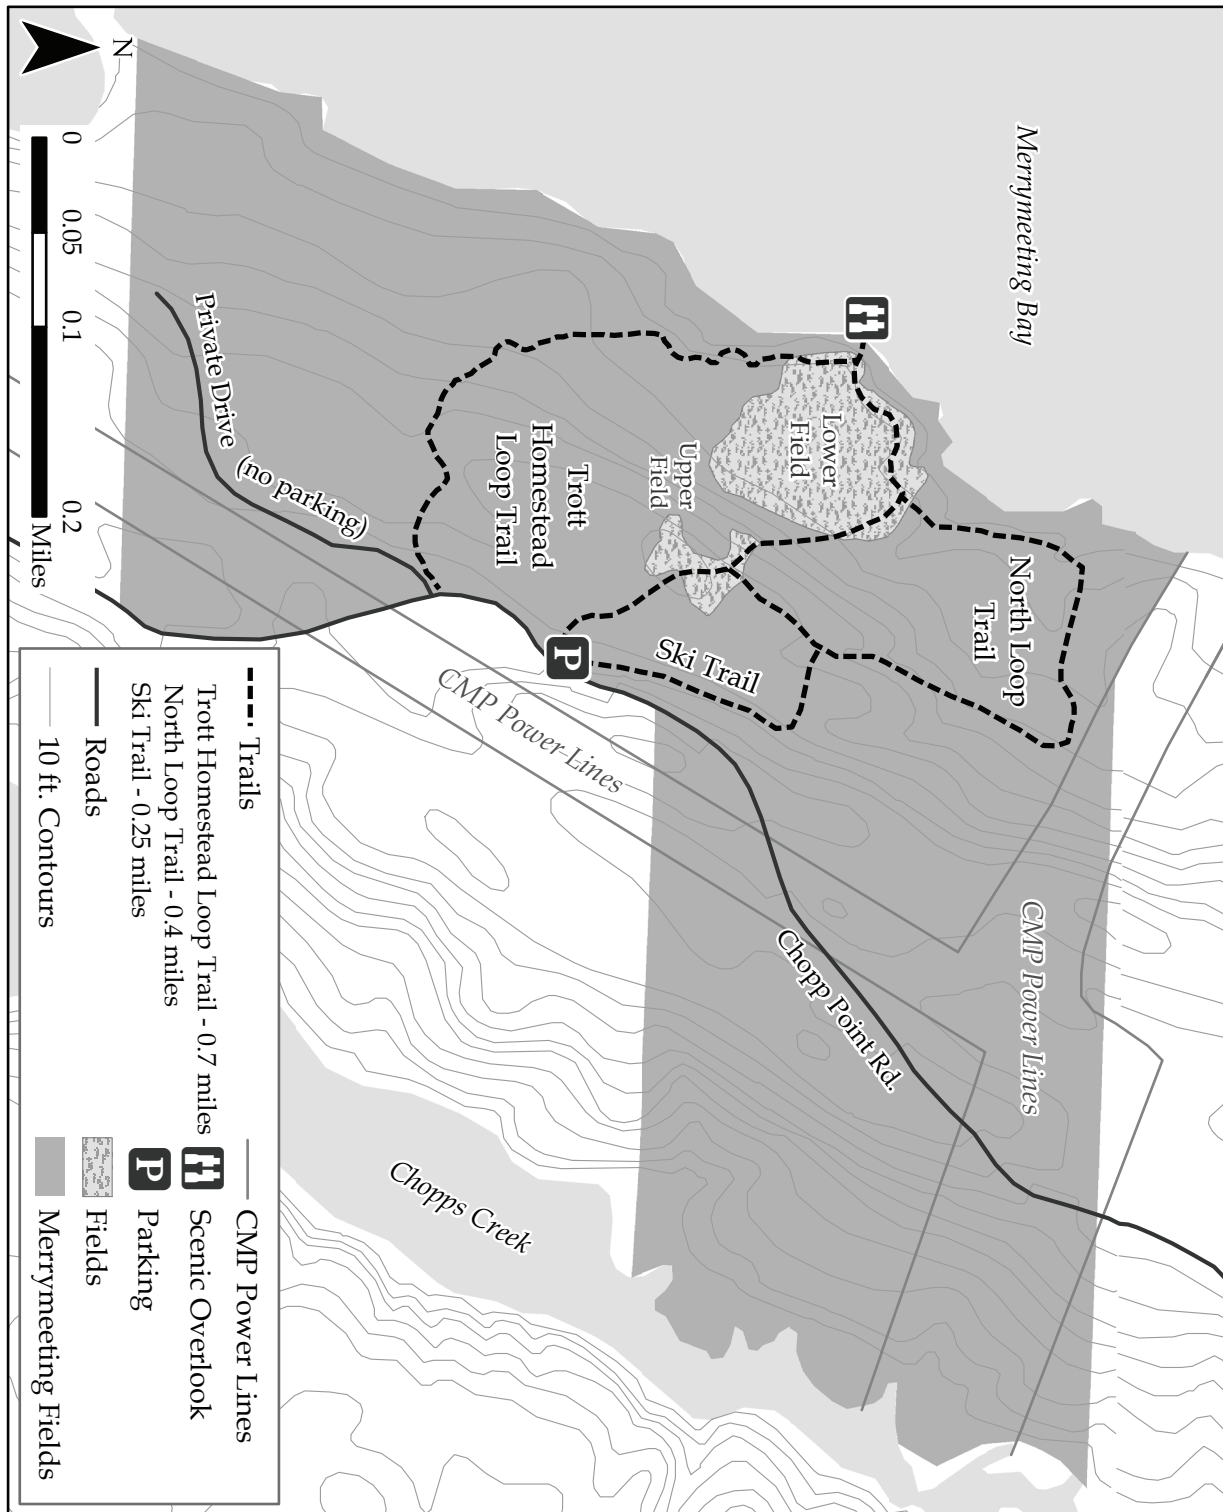 Merrymeeting Bay
North Loop
Trail
Lower
Field
Upper
Field
Ski Trail
Trott
Homestead
Loop Trail
P
Private Drive
(no parking)
CMP Power Lines
CMP Power Lines
Chopp Point Rd.
Chopps Creek
N
0
0.05
0.1
0.2
Miles
Trails
Trott Homestead Loop Trail - 0.7 miles
North Loop Trail - 0.4 miles
Ski Trail - 0.25 miles
Roads
10 ft. Contours
CMP Power Lines
Scenic Overlook
P Parking
Fields
Merrymeeting Fields